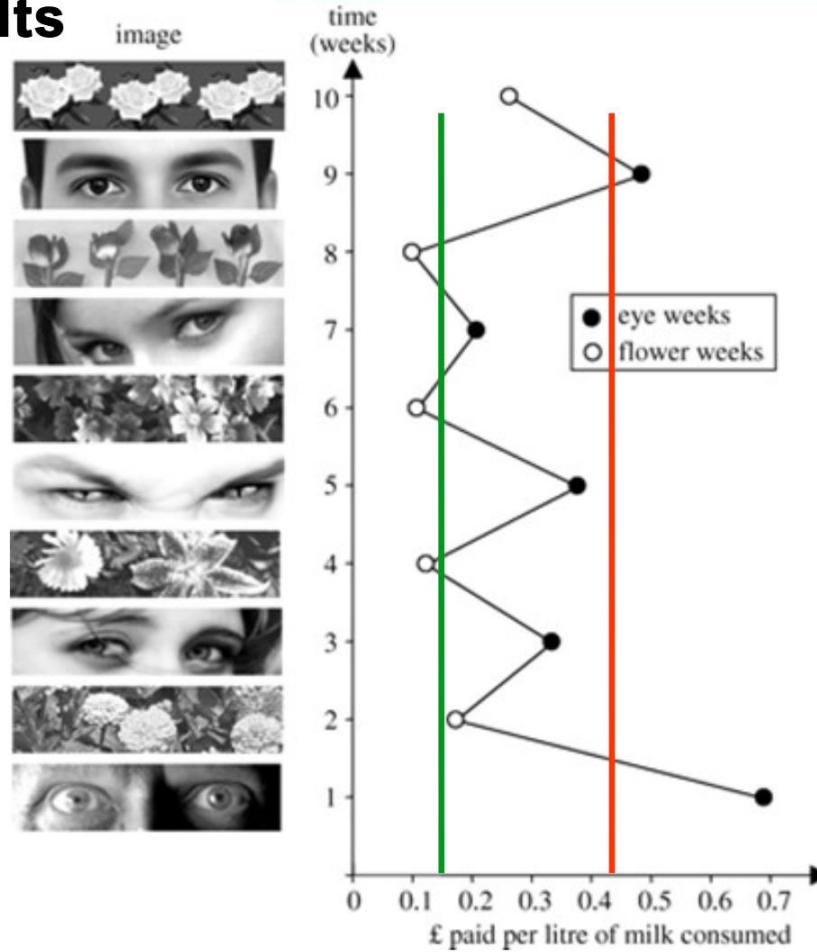 lts
image
time
(weeks)
10
9
8
7
6
5
4
3
2
1
eye weeks
flower weeks
0 0.1 0.2 0.3 0.4 0.5 0.6 0.7
£ paid per litre of milk consumed